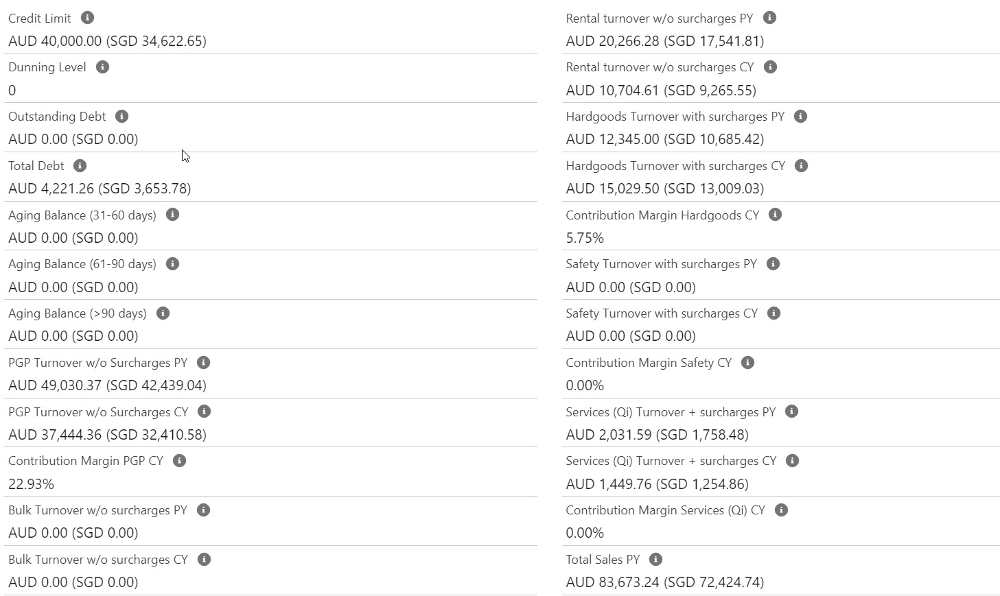 Credit Limit
AUD 40,000.00 (SGD 34,622.65)
Dunning Level
0
Outstanding Debt
AUD 0.00 (SGD 0.00)
Total Debt
AUD 4,221.26 (SGD 3,653.78)
Aging Balance (31-60 days)
AUD 0.00 (SGD 0.00)
Aging Balance (61-90 days)
AUD 0.00 (SGD 0.00)
Aging Balance (>90 days)
AUD 0.00 (SGD 0.00)
PGP Turnover w/o Surcharges PY
AUD 49,030.37 (SGD 42,439.04)
PGP Turnover w/o Surcharges CY
AUD 37,444.36 (SGD 32,410.58)
Contribution Margin PGP CY
22.93%
Bulk Turnover w/o surcharges PY
AUD 0.00 (SGD 0.00)
Bulk Turnover w/o surcharges CY
AUD 0.00 (SGD 0.00)
Rental turnover w/o surcharges PY
AUD 20,266.28 (SGD 17,541.81)
Rental turnover w/o surcharges CY
AUD 10,704.61 (SGD 9,265.55)
Hardgoods Turnover with surcharges PY
AUD 12,345.00 (SGD 10,685.42)
Hardgoods Turnover with surcharges CY
AUD 15,029.50 (SGD 13,009.03)
Contribution Margin Hardgoods CY
5.75%
Safety Turnover with surcharges PY
AUD 0.00 (SGD 0.00)
Safety Turnover with surcharges CY
AUD 0.00 (SGD 0.00)
Contribution Margin Safety CY
0.00%
Services (Qi) Turnover + surcharges PY
AUD 2,031.59 (SGD 1,758.48)
Services (Qi) Turnover + surcharges CY
AUD 1,449.76 (SGD 1,254.86)
Contribution Margin Services (Qi) CY
0.00%
Total Sales PY
AUD 83,673.24 (SGD 72,424.74)